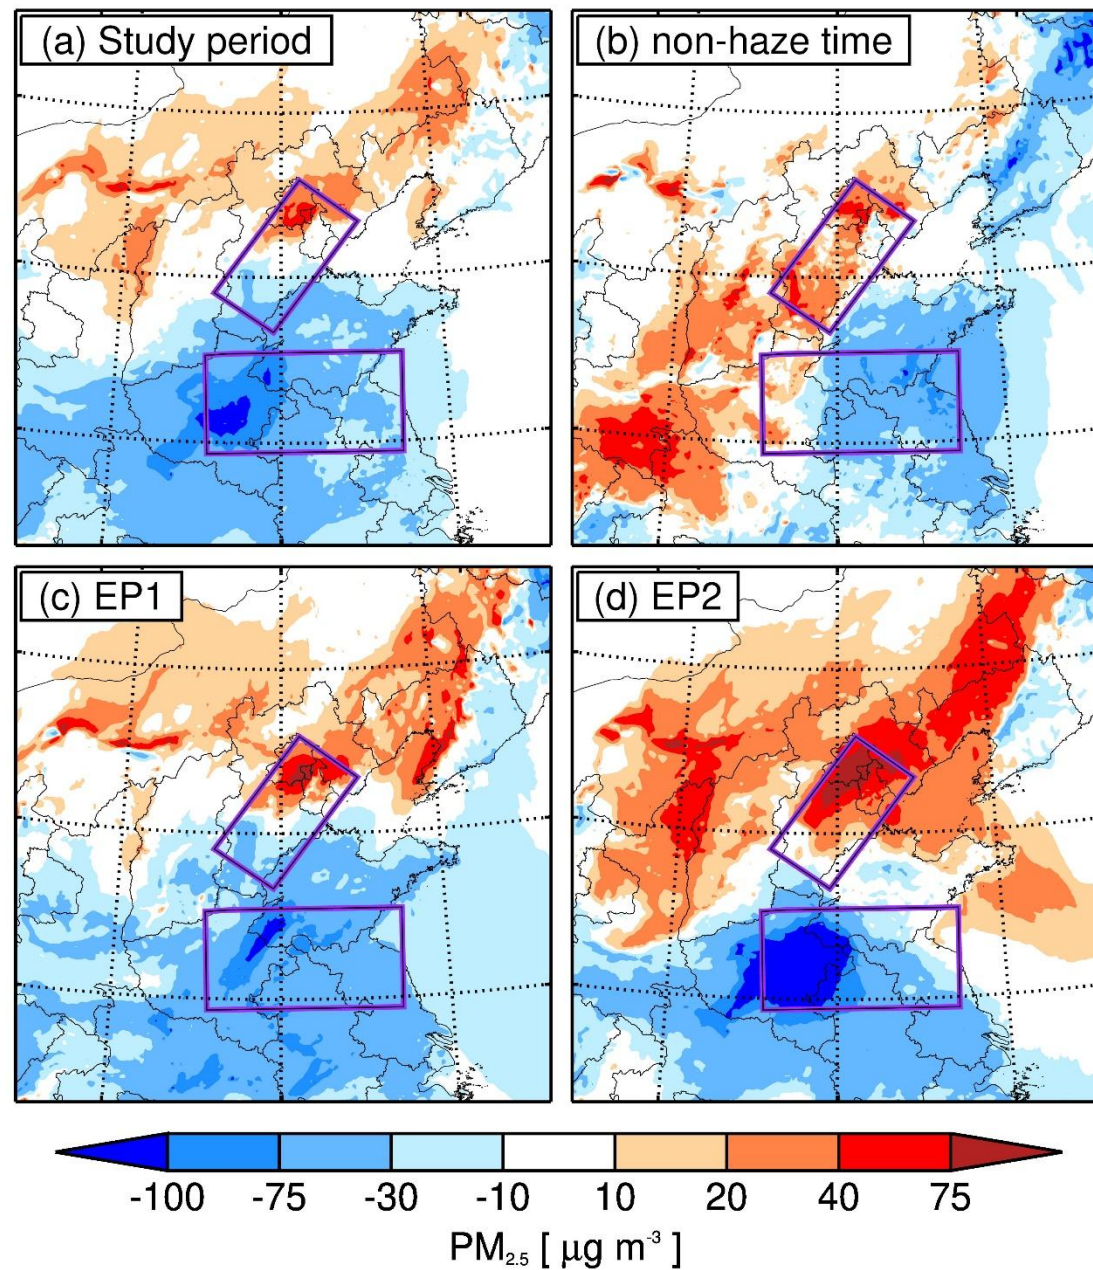 (a) Study period
(b) non-haze time
(c) EP1
(d) EP2
-100 -75 -30 -10 10 20 40 75
PM₂.₅ [ µg m⁻³ ]